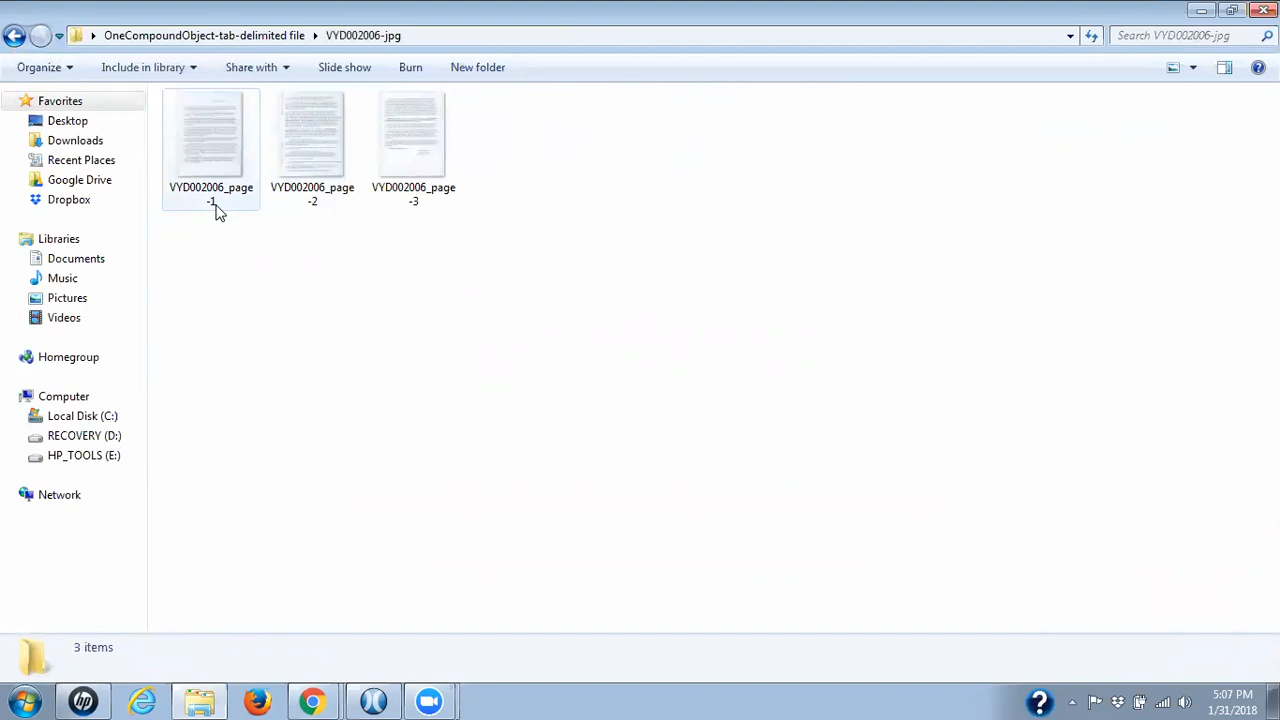 OneCompoundObject-tab-delimited file
VYD002006-jpg
Search VYD002006-jpg
Organize
Include in library
Share with
Slide show
Burn
New folder
Favorites
Desktop
Downloads
Recent Places
Google Drive
Dropbox
Libraries
Documents
Music
Pictures
Videos
Homegroup
Computer
Local Disk (C:)
RECOVERY (D:)
HP_TOOLS (E:)
Network
VYD002006_page
-1
VYD002006_page
-2
VYD002006_page
-3
3 items
hp
5:07 PM
1/31/2018